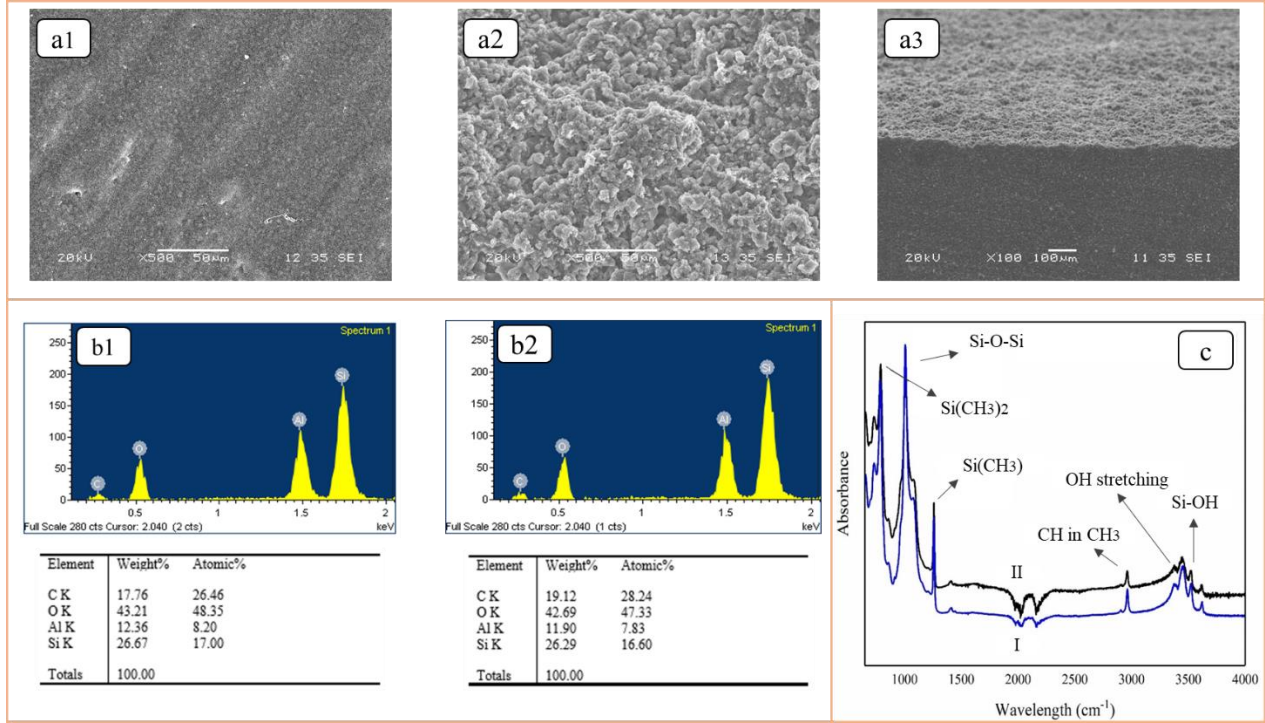 a1
20kV X500 50μm 12 35 SEI
a2
20kV X500 50μm 13 35 SEI
a3
20kV X100 100μm 11 35 SEI
b1
Spectrum 1
250
200
150
100
50
0
C
O
Al
Si
0.5 1 1.5 2
Full Scale 280 cts Cursor: 2.040 (2 cts) keV
Element Weight% Atomic%
C K 17.76 26.46
O K 43.21 48.35
Al K 12.36 8.20
Si K 26.67 17.00
Totals 100.00
b2
Spectrum 1
250
200
150
100
50
0
C
O
Al
Si
0.5 1 1.5 2
Full Scale 280 cts Cursor: 2.040 (1 cts) keV
Element Weight% Atomic%
C K 19.12 28.24
O K 42.69 47.33
Al K 11.90 7.83
Si K 26.29 16.60
Totals 100.00
c
Si-O-Si
Si(CH3)2
Si(CH3)
OH stretching
Si-OH
CH in CH3
II
I
Absorbance
1000 1500 2000 2500 3000 3500 4000
Wavelength (cm⁻¹)